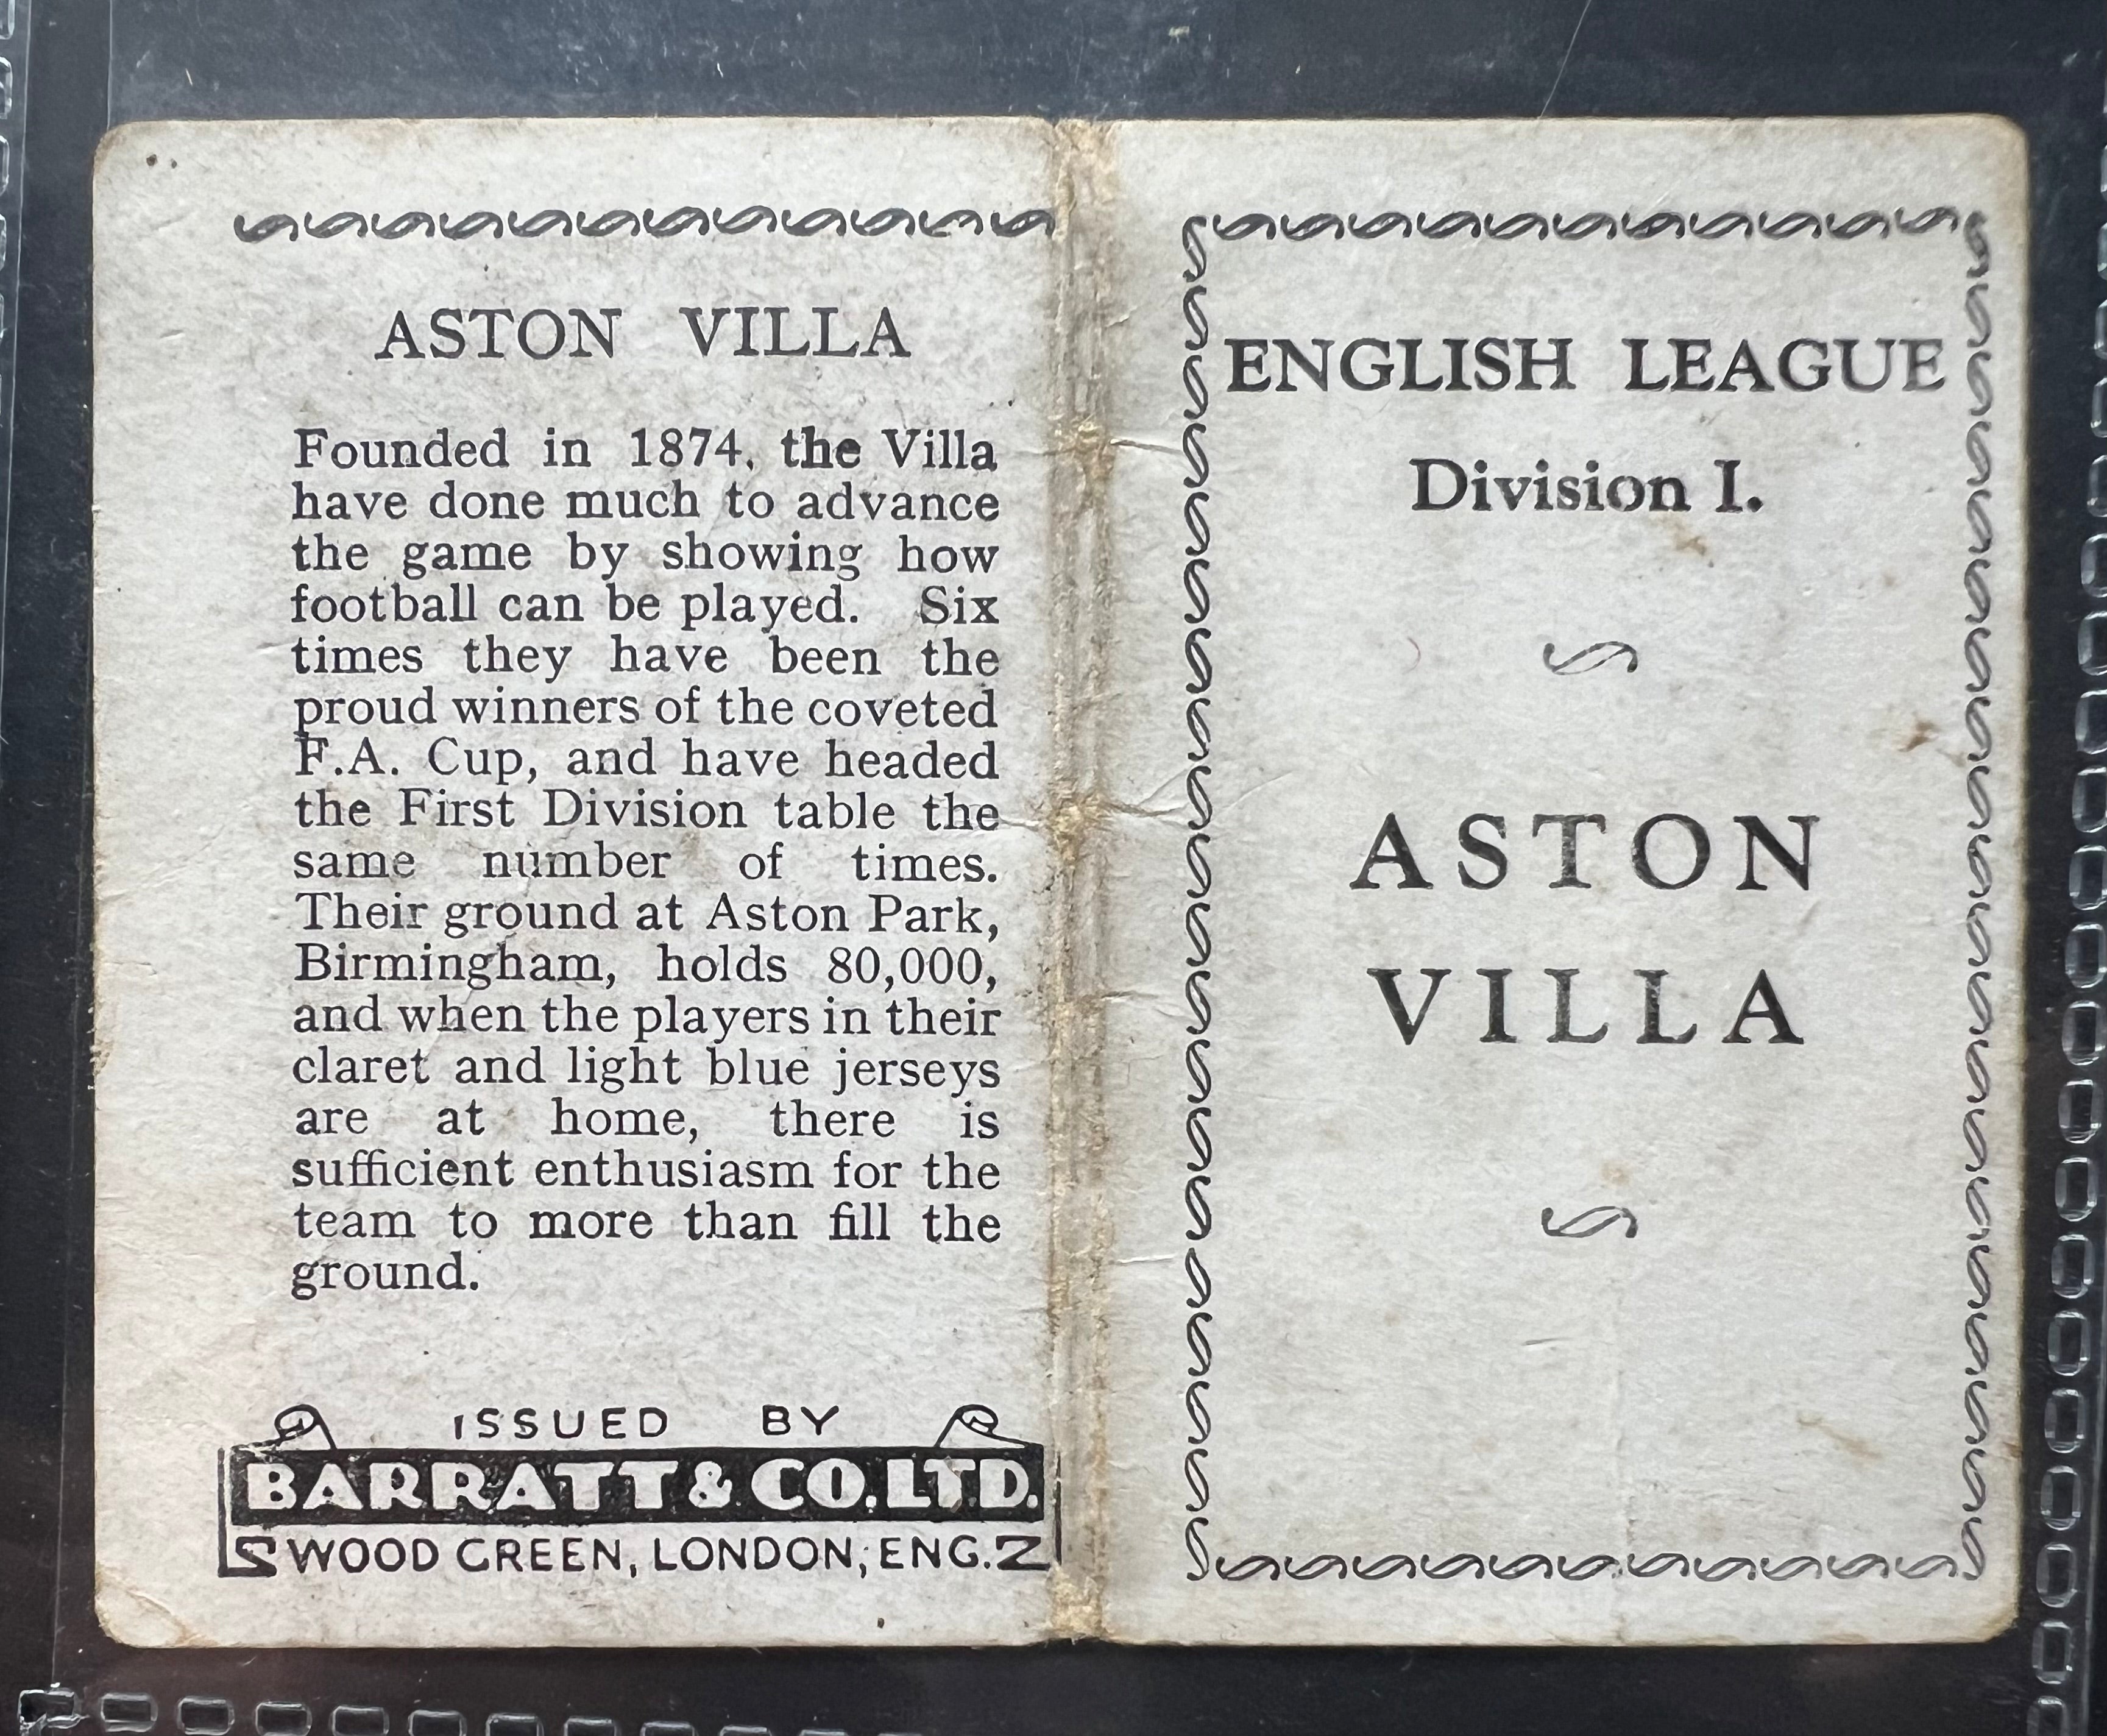 ASTON VILLA
Founded in 1874, the Villa
have done much to advance
the game by showing how
football can be played. Six
times they have been the
proud winners of the coveted
F.A. Cup, and have headed
the First Division table the
same number of times.
Their ground at Aston Park,
Birmingham, holds 80,000,
and when the players in their
claret and light blue jerseys
are at home, there is
sufficient enthusiasm for the
team to more than fill the
ground.
ISSUED BY
BARRATT & CO. LTD.
WOOD GREEN, LONDON, ENG.
ENGLISH LEAGUE
Division I.
ASTON
VILLA